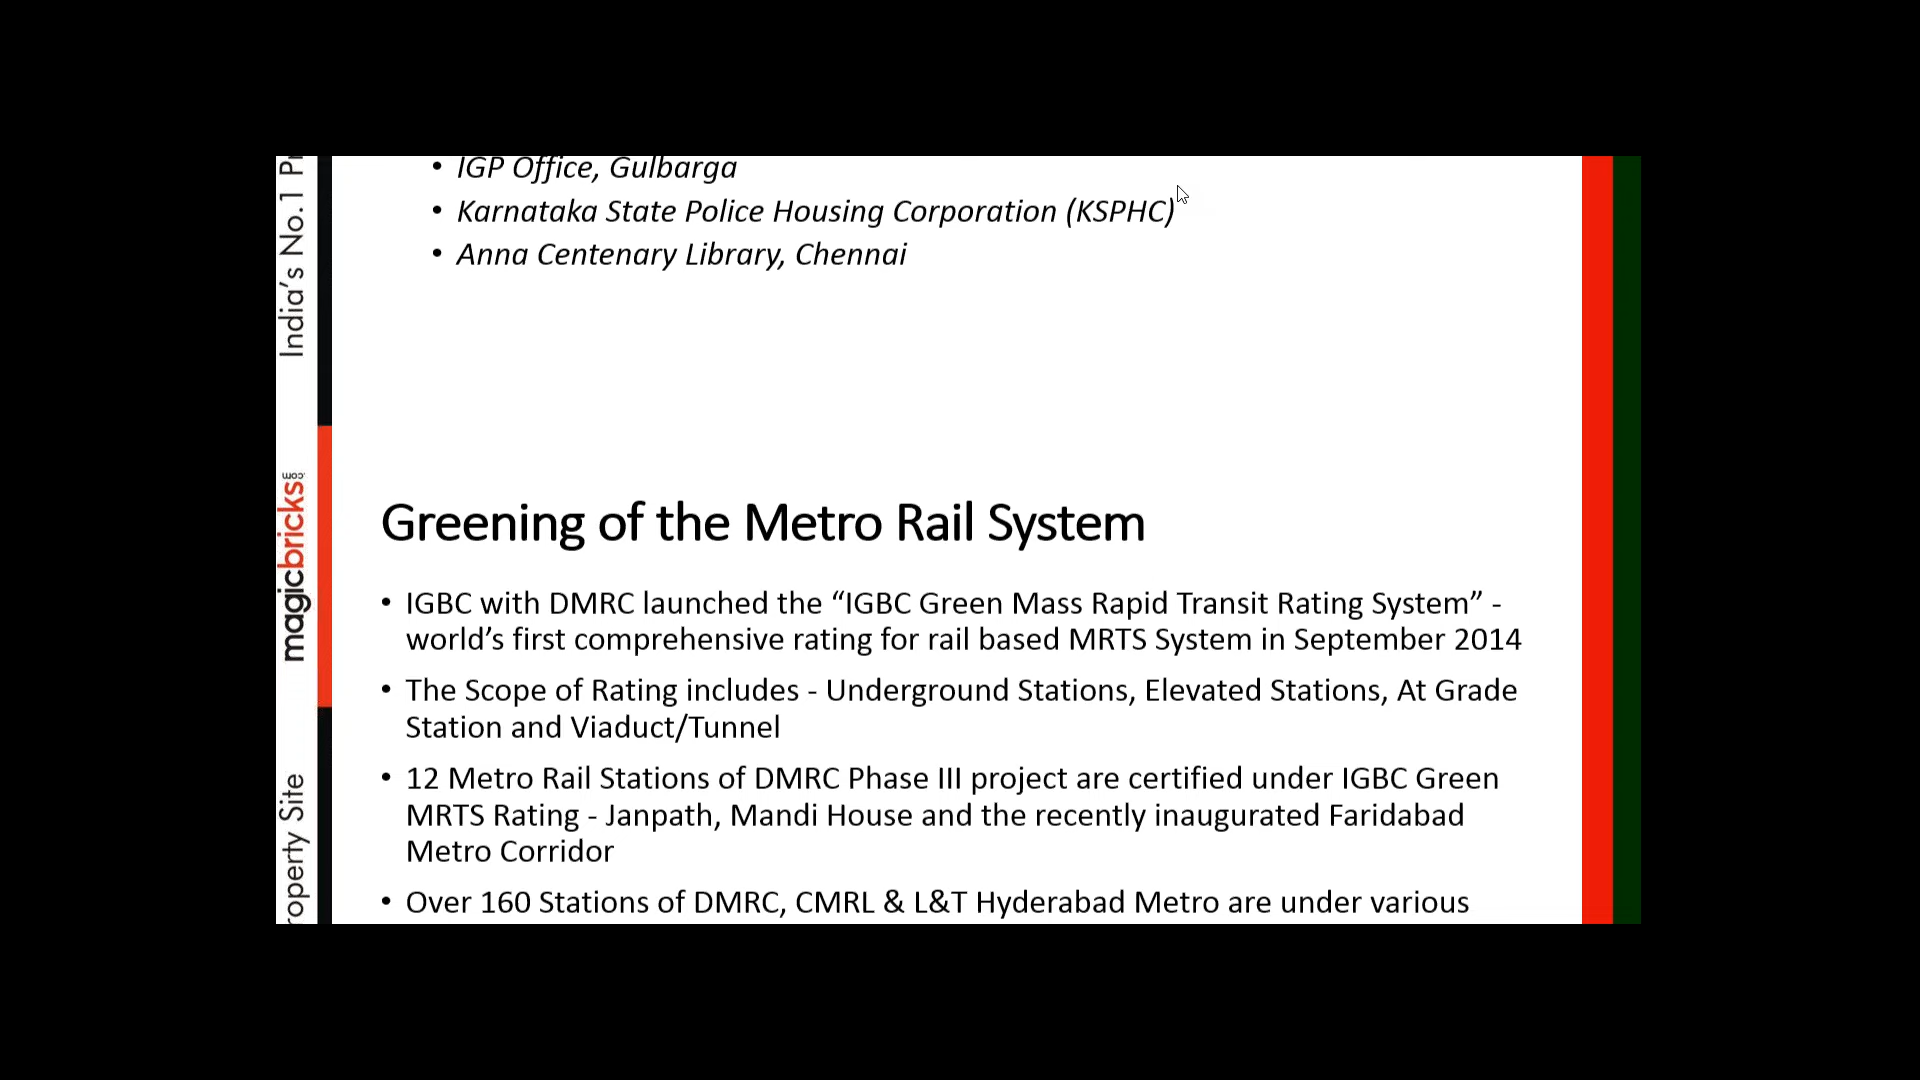 • IGP Office, Gulbarga
• Karnataka State Police Housing Corporation (KSPHC)
• Anna Centenary Library, Chennai
Greening of the Metro Rail System
• IGBC with DMRC launched the “IGBC Green Mass Rapid Transit Rating System” -
world’s first comprehensive rating for rail based MRTS System in September 2014
• The Scope of Rating includes - Underground Stations, Elevated Stations, At Grade
Station and Viaduct/Tunnel
• 12 Metro Rail Stations of DMRC Phase III project are certified under IGBC Green
MRTS Rating - Janpath, Mandi House and the recently inaugurated Faridabad
Metro Corridor
• Over 160 Stations of DMRC, CMRL & L&T Hyderabad Metro are under various
India’s No.1 Pr
magicbricks.com
roperty Site